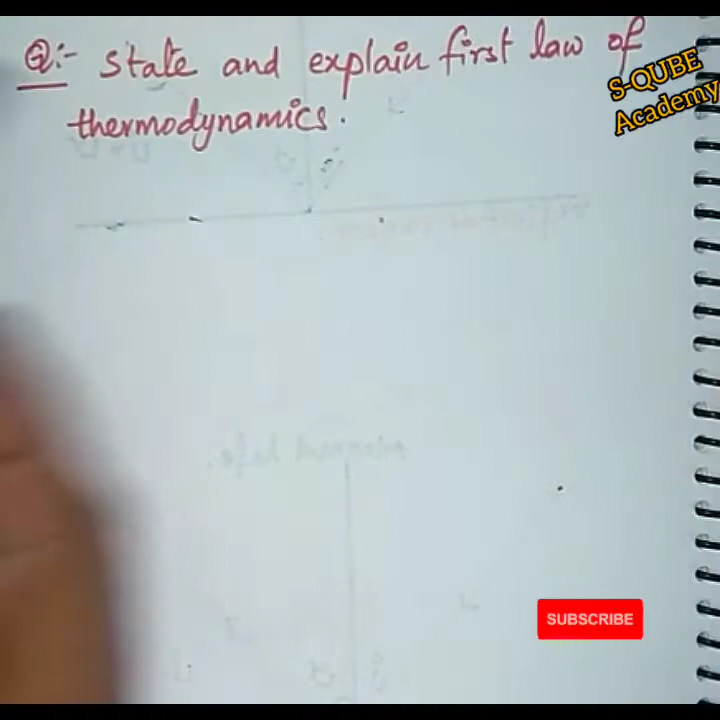 Q:- state and explain first law of
thermodynamics.
S-QUBE
Academy
SUBSCRIBE